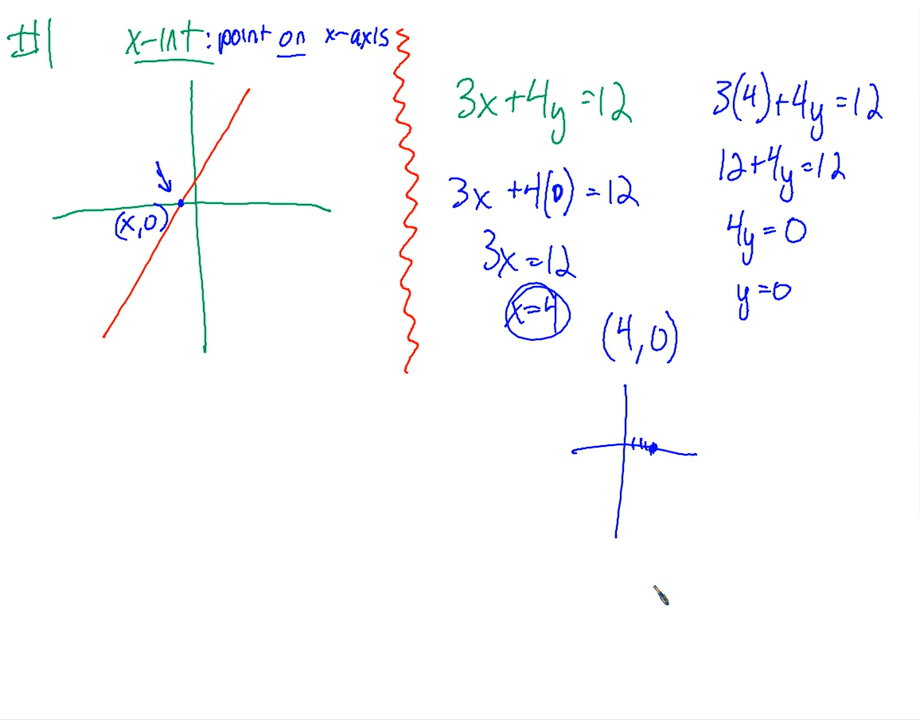 #1
x-int: point on x-axis
(x,0)
3x+4y=12
3x+4(0)=12
3x=12
x=4
(4,0)
3(4)+4y=12
12+4y=12
4y=0
y=0